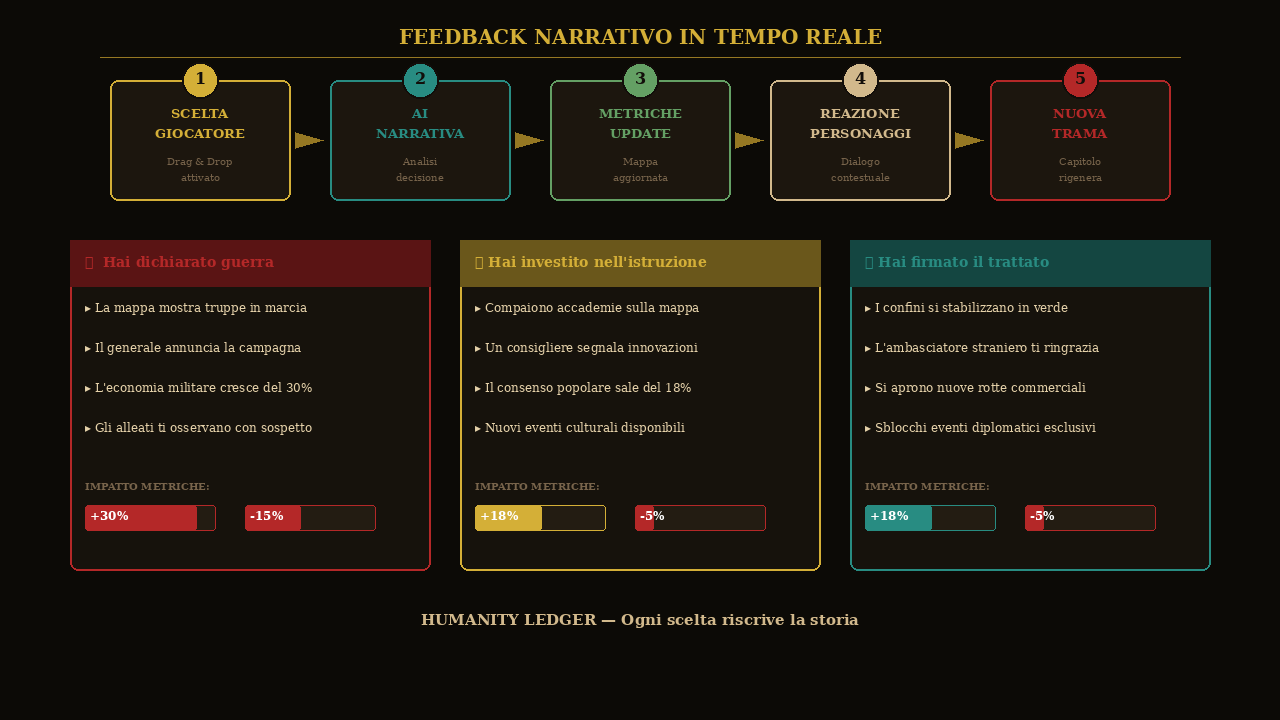 FEEDBACK NARRATIVO IN TEMPO REALE
1
SCELTA
GIOCATORE
Drag & Drop
attivato
2
AI
NARRATIVA
Analisi
decisione
3
METRICHE
UPDATE
Mappa
aggiornata
4
REAZIONE
PERSONAGGI
Dialogo
contestuale
5
NUOVA
TRAMA
Capitolo
rigenera
Hai dichiarato guerra
▸ La mappa mostra truppe in marcia
▸ Il generale annuncia la campagna
▸ L'economia militare cresce del 30%
▸ Gli alleati ti osservano con sospetto
IMPATTO METRICHE:
+30% -15%
Hai investito nell'istruzione
▸ Compaiono accademie sulla mappa
▸ Un consigliere segnala innovazioni
▸ Il consenso popolare sale del 18%
▸ Nuovi eventi culturali disponibili
IMPATTO METRICHE:
+18% -5%
Hai firmato il trattato
▸ I confini si stabilizzano in verde
▸ L'ambasciatore straniero ti ringrazia
▸ Si aprono nuove rotte commerciali
▸ Sblocchi eventi diplomatici esclusivi
IMPATTO METRICHE:
+18% -5%
HUMANITY LEDGER — Ogni scelta riscrive la storia